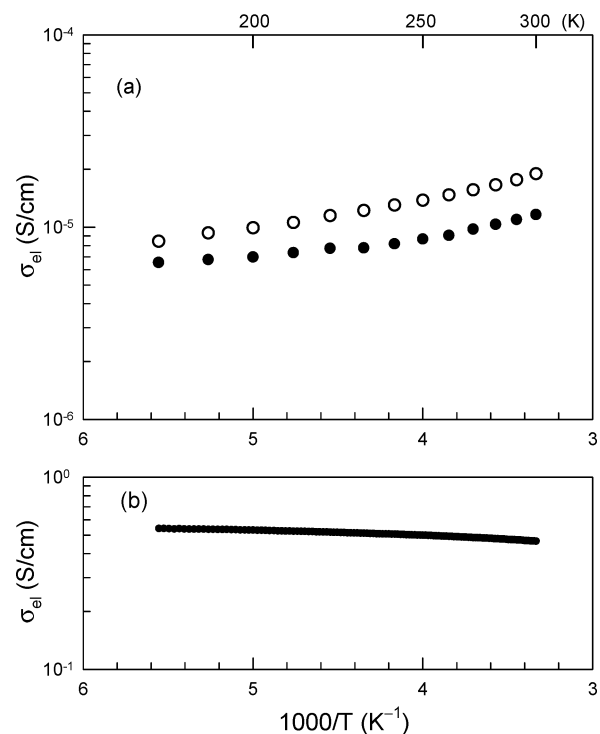 200 250 300 (K)
10⁻⁴
(a)
σel (S/cm)
10⁻⁵
10⁻⁶
6 5 4 3
10⁰
(b)
σel (S/cm)
10⁻¹
6 5 4 3
1000/T (K⁻¹)